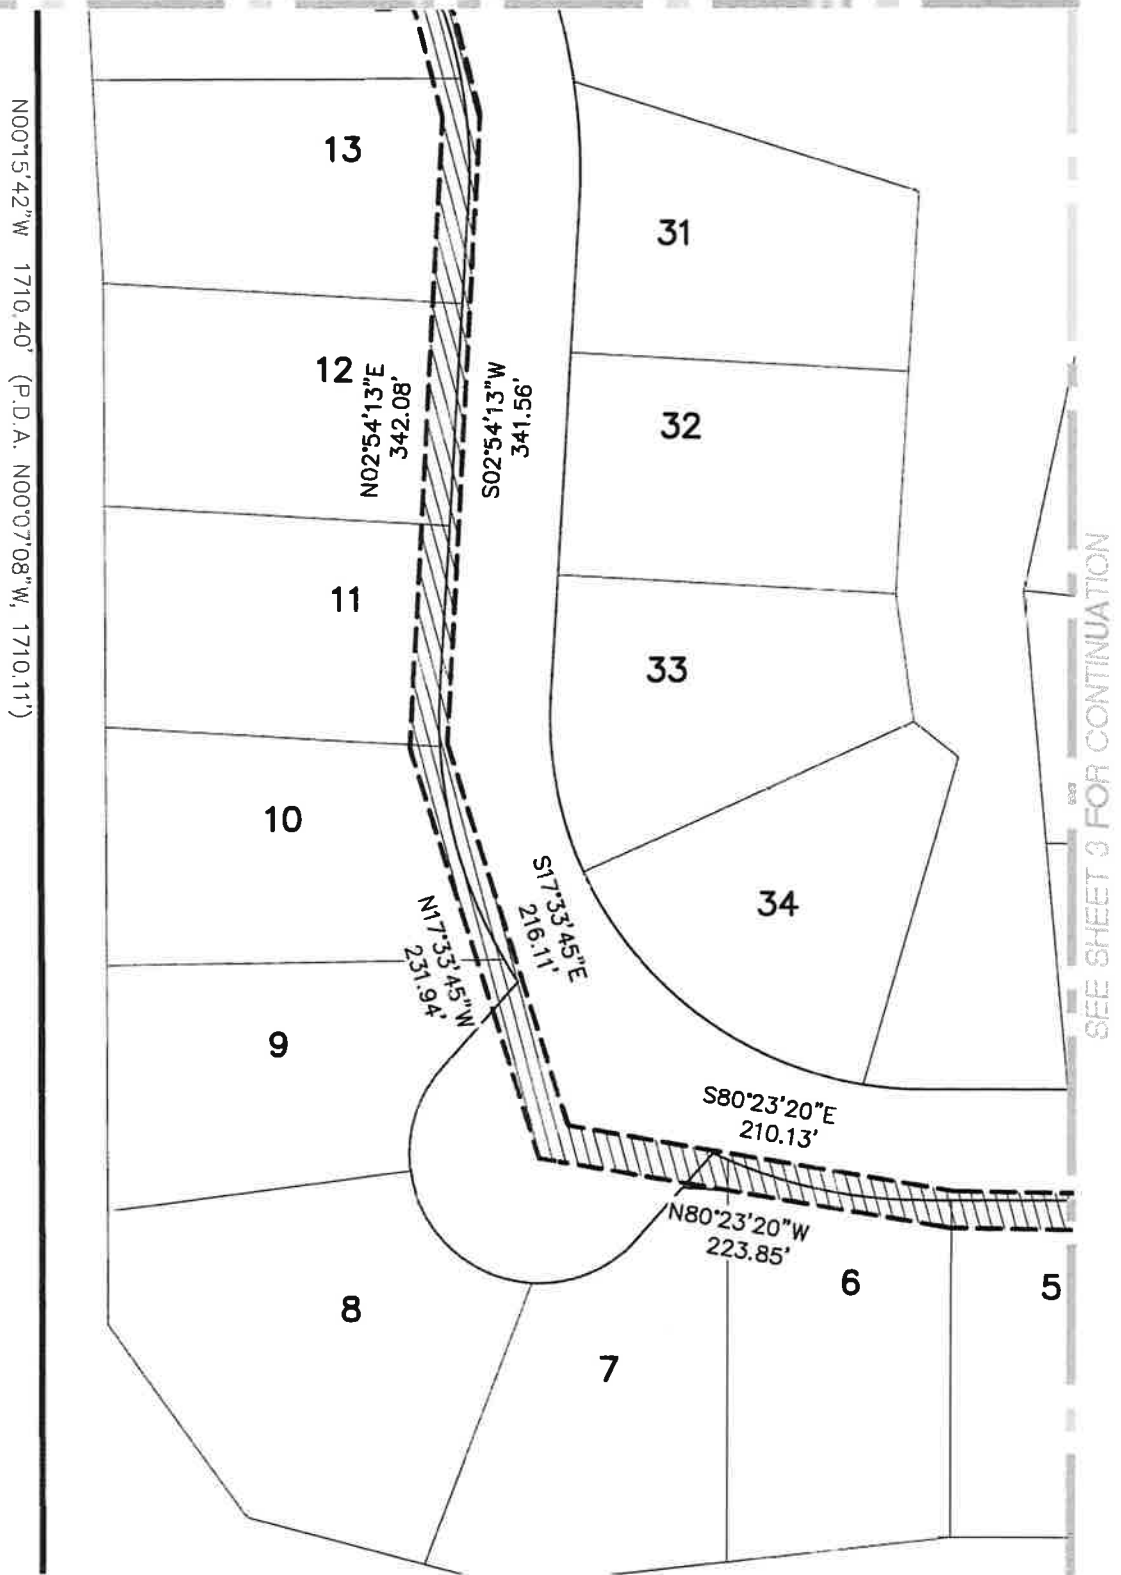 13
31
12
N02°54'13"E
342.08'
S02°54'13"W
341.56'
32
N00°15'42"W 1710.40' (P.D.A. N00°07'08"W, 1710.11')
11
33
SEE SHEET 3 FOR CONTINUATION
10
34
S17°33'45"E
216.11'
N17°33'45"W
231.94'
9
S80°23'20"E
210.13'
N80°23'20"W
223.85'
8
7
6
5